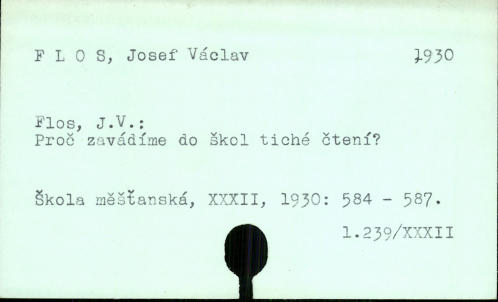 F L O S, Josef Václav 1930
Flos, J.V.:
Proč zavádíme do škol tiché čtení?
Škola měšťanská, XXXII, 1930: 584 - 587.
1.239/XXXII